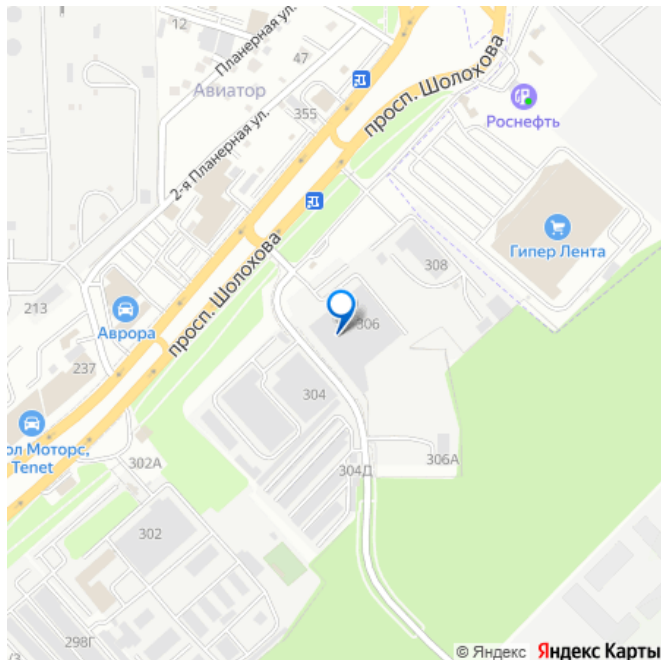 12
Планерная ул.
47
Авиатор
355
просп. Шолохова
Роснефть
2-я Планерная ул.
Гипер Лента
308
213
просп. Шолохова
Аврора
306
237
304
ол Моторс,
Tenet
302А
304Д
306А
302
298Г
/3
© Яндекс Яндекс Карты